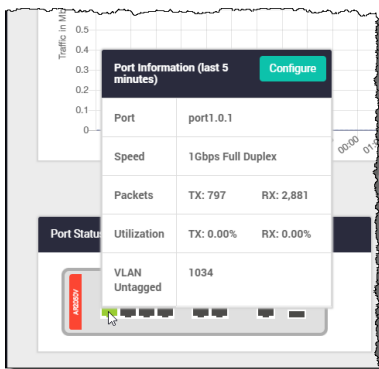 Traffic in Mb
0.5
0.4
0.3
0.2
0.1
0
Port Information (last 5
minutes)
Configure
Port port1.0.1
Speed 1Gbps Full Duplex
Packets TX: 797 RX: 2,881
Utilization TX: 0.00% RX: 0.00%
VLAN
Untagged 1034
00:00
Port Status
AR2050V